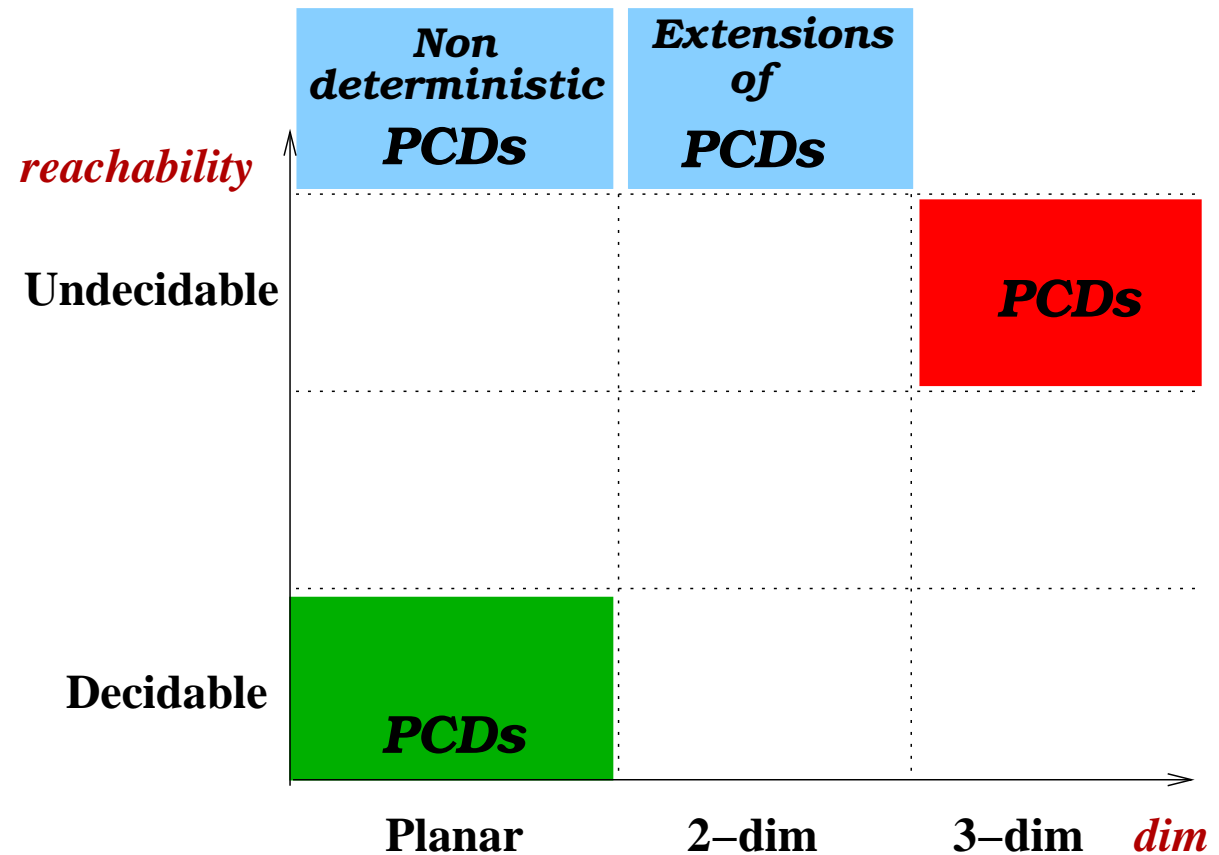 Non
deterministic
PCDs
Extensions
of
PCDs
reachability
Undecidable
PCDs
Decidable
PCDs
Planar
2−dim
3−dim
dim